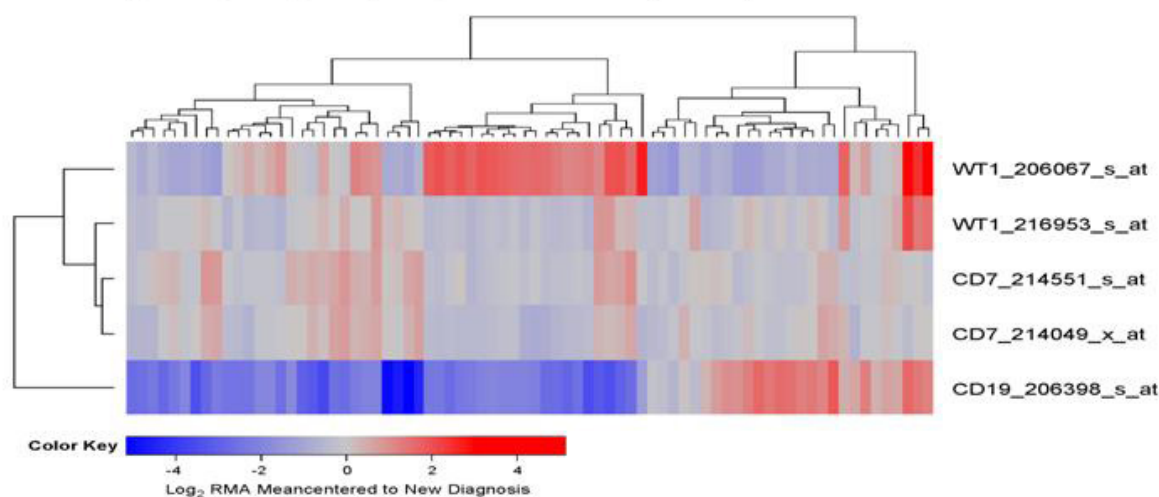 WT1_206067_s_at
WT1_216953_s_at
CD7_214551_s_at
CD7_214049_x_at
CD19_206398_s_at
Color Key
-4 -2 0 2 4
Log₂ RMA Meancentered to New Diagnosis